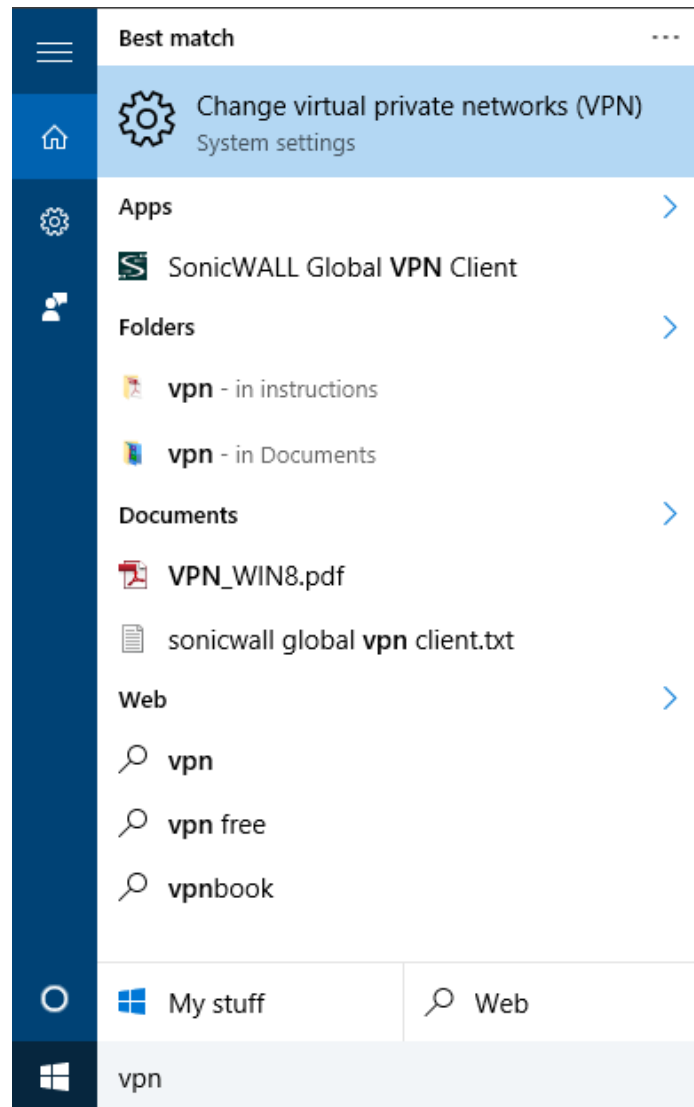 Best match
Change virtual private networks (VPN)
System settings
Apps
SonicWALL Global VPN Client
Folders
vpn - in instructions
vpn - in Documents
Documents
VPN_WIN8.pdf
sonicwall global vpn client.txt
Web
vpn
vpn free
vpnbook
My stuff
Web
vpn